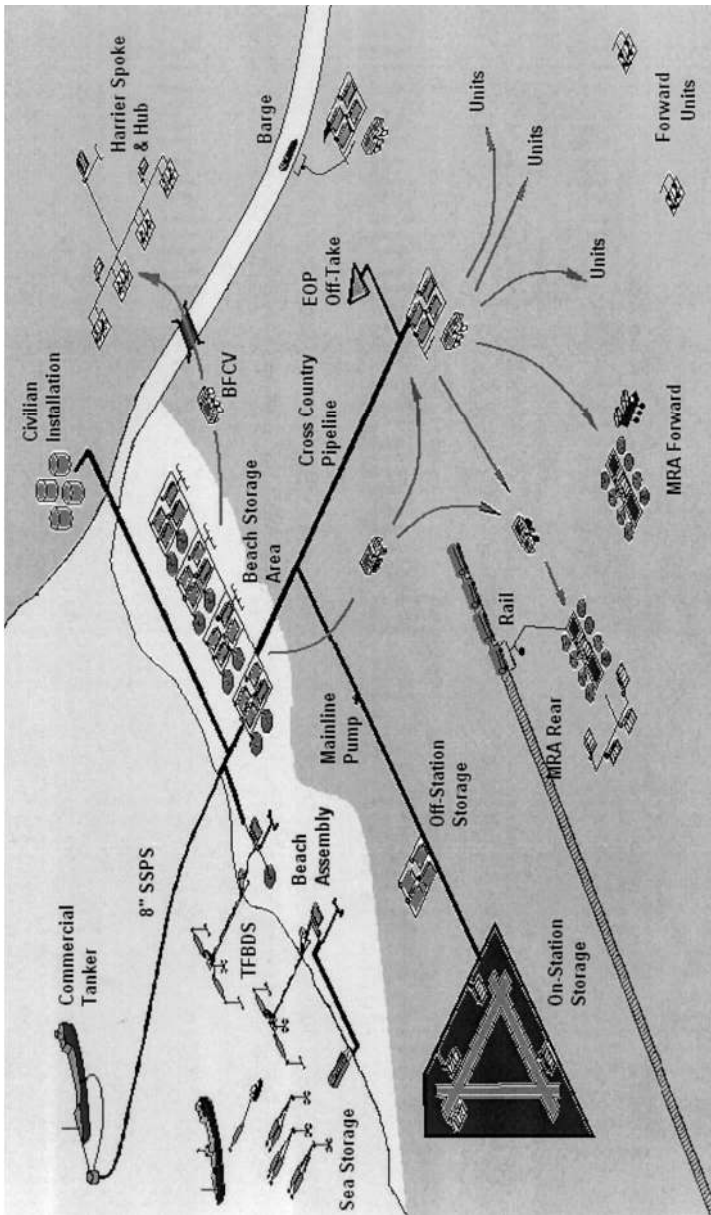 Commercial
Tanker
8" SSPS
Civilian
Installation
Harrier Spoke
& Hub
Barge
BFCV
Beach Storage
Area
Sea Storage
TFBDS
Beach
Assembly
Mainline
Pump
Cross Country
Pipeline
EOP
Off-Take
Units
Units
Units
Off-Station
Storage
On-Station
Storage
Rail
MRA Rear
MRA Forward
Forward
Units